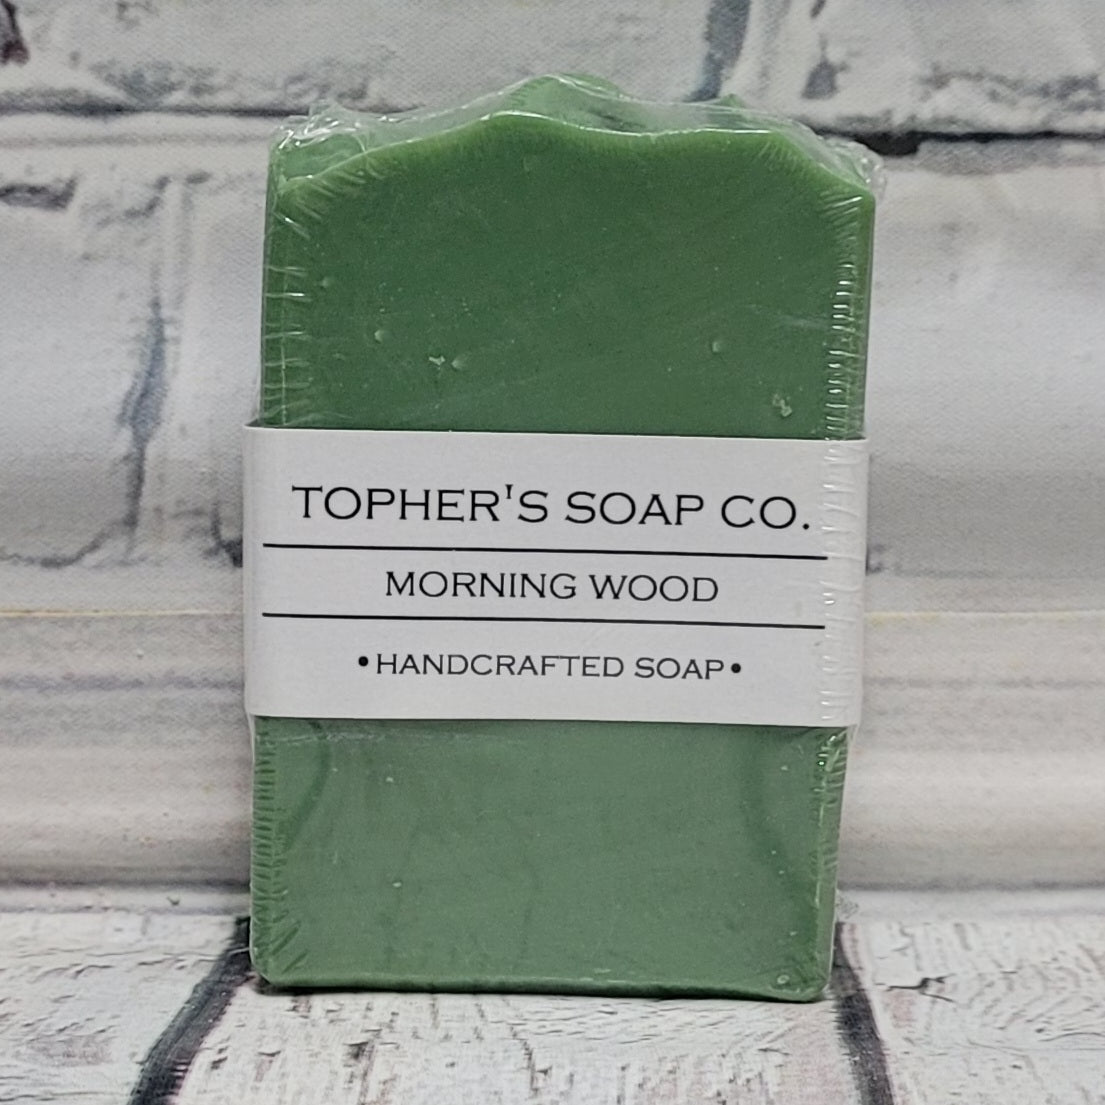 TOPHER'S SOAP CO.
MORNING WOOD
•HANDCRAFTED SOAP•